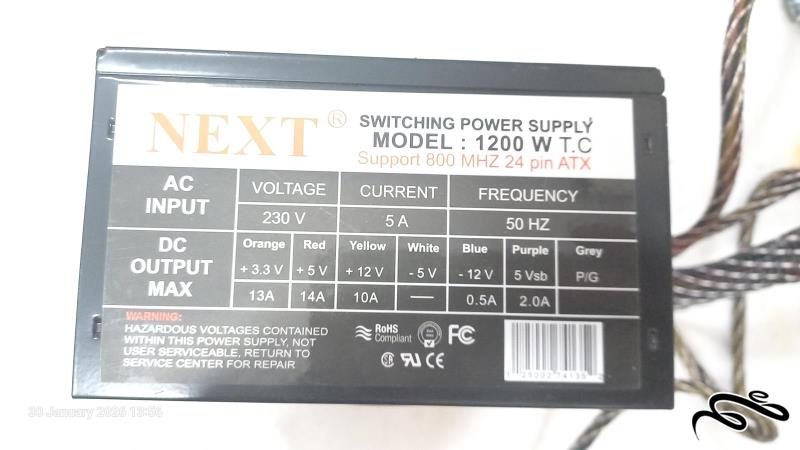 NEXT ®
SWITCHING POWER SUPPLY
MODEL : 1200 W T.C
Support 800 MHZ 24 pin ATX
AC INPUT VOLTAGE CURRENT FREQUENCY
230 V 5 A 50 HZ
DC OUTPUT MAX
Orange Red Yellow White Blue Purple Grey
+ 3.3 V + 5 V + 12 V - 5 V - 12 V 5 Vsb P/G
13A 14A 10A — 0.5A 2.0A
WARNING:
HAZARDOUS VOLTAGES CONTAINED
WITHIN THIS POWER SUPPLY, NOT
USER SERVICEABLE, RETURN TO
SERVICE CENTER FOR REPAIR
RoHS
Compliant
FC
CE
30 January 2026 13:56